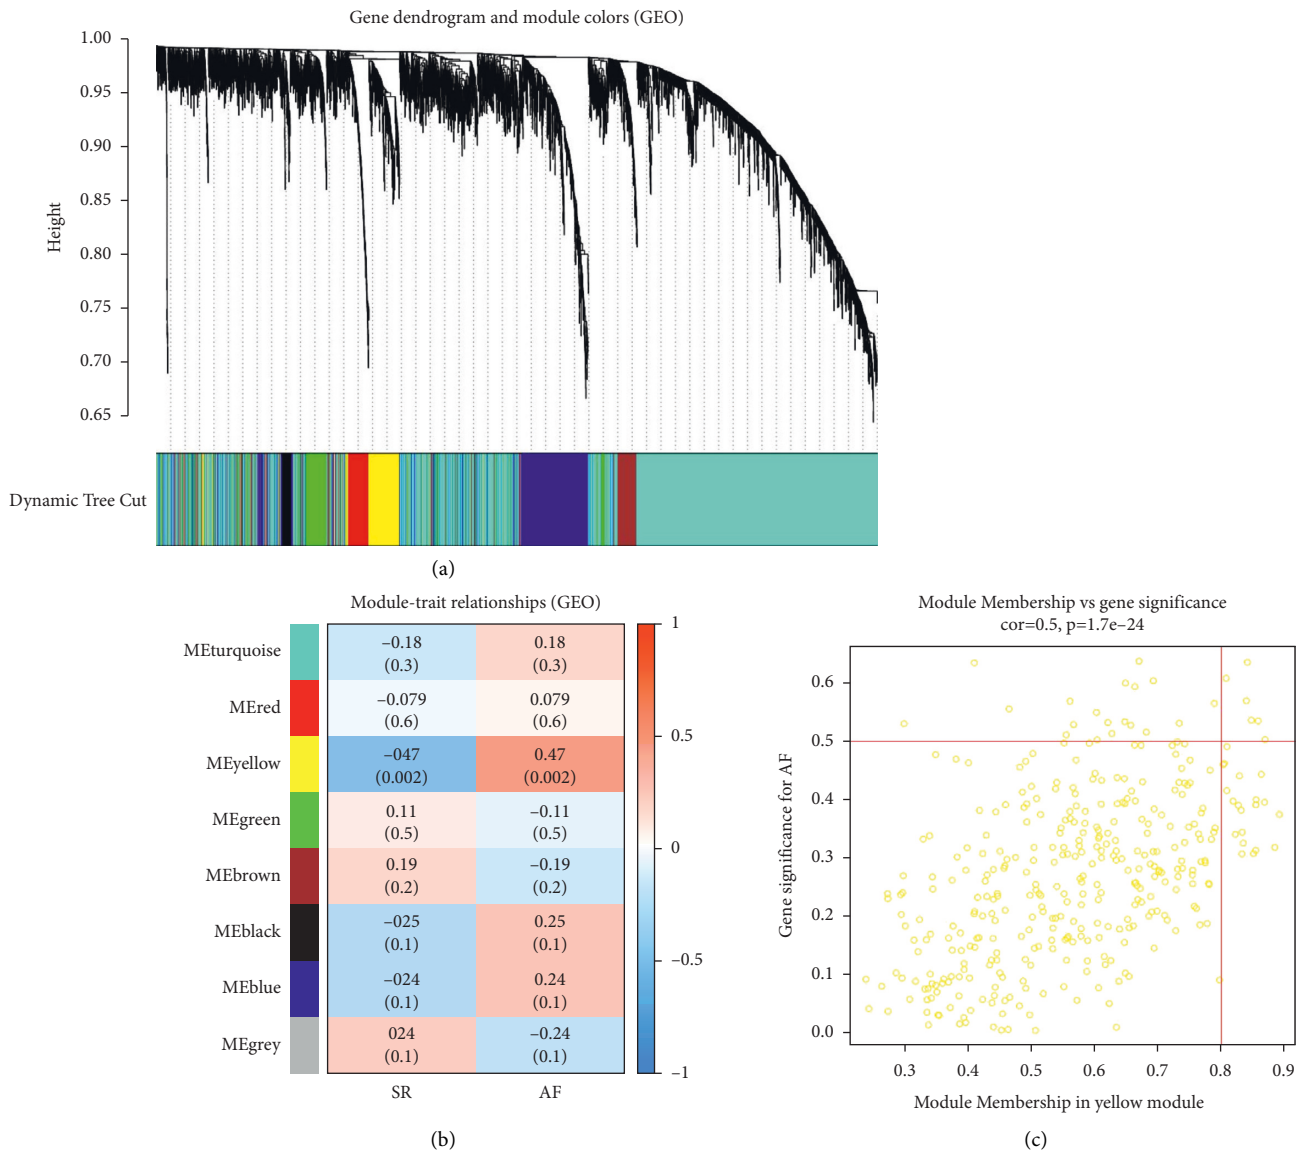 Gene dendrogram and module colors (GEO)
1.00
0.95
0.90
0.85
0.80
0.75
0.70
0.65
Height
Dynamic Tree Cut
(a)
Module-trait relationships (GEO)
MEturquoise
–0.18
(0.3)
0.18
(0.3)
MEred
–0.079
(0.6)
0.079
(0.6)
MEyellow
–047
(0.002)
0.47
(0.002)
MEgreen
0.11
(0.5)
–0.11
(0.5)
MEbrown
0.19
(0.2)
–0.19
(0.2)
MEblack
–025
(0.1)
0.25
(0.1)
MEblue
–024
(0.1)
0.24
(0.1)
MEgrey
024
(0.1)
–0.24
(0.1)
SR
AF
1
0.5
0
–0.5
–1
(b)
Module Membership vs gene significance
cor=0.5, p=1.7e–24
0.6
0.5
0.4
0.3
0.2
0.1
0.0
Gene significance for AF
0.3
0.4
0.5
0.6
0.7
0.8
0.9
Module Membership in yellow module
(c)